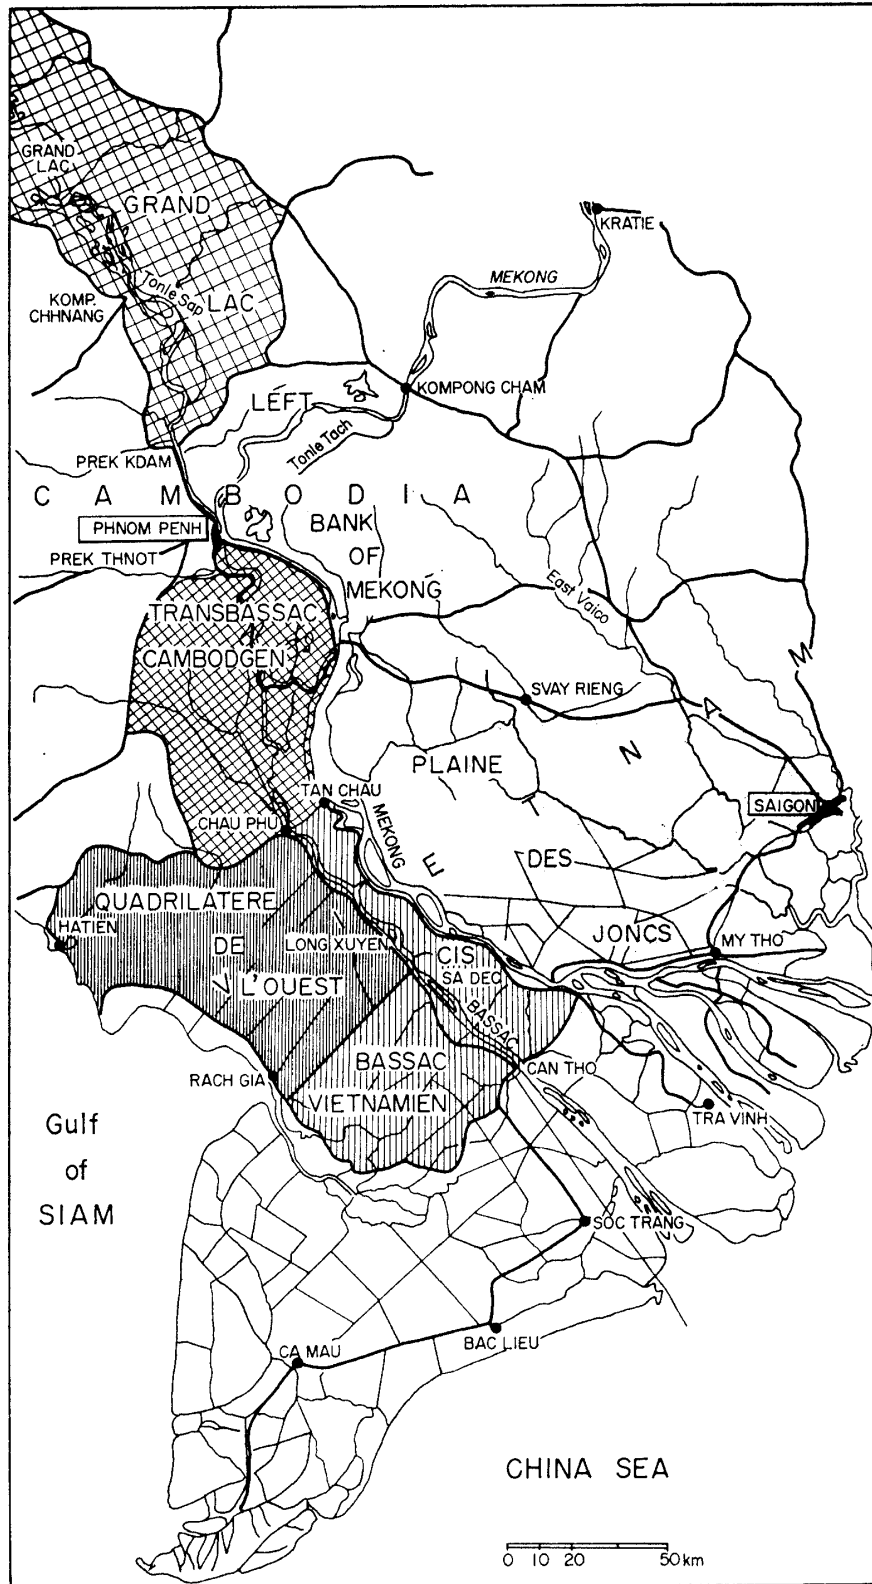 GRAND
LAC
GRAND
LAC
Tonle Sap
KOMP.
CHHNANG
KRATIE
MEKONG
KOMPONG CHAM
LEFT
Tonle Tach
PREK KDAM
CAMBODIA
PHNOM PENH
BANK
OF
MEKONG
PREK THNOT
TRANSBASSAC
CAMBODGEN
East Vaico
SVAY RIENG
VIETNAM
PLAINE
DES
JONCS
TAN CHAU
MEKONG
SAIGON
CHAU PHU
QUADRILATERE
DE
L'OUEST
HATIEN
LONG XUYEN
CIS
SA DEC
BASSAC
MY THO
BASSAC
VIETNAMIEN
RACH GIA
CAN THO
TRA VINH
Gulf
of
SIAM
SOC TRANG
BAC LIEU
CA MAU
CHINA SEA
0 10 20 50km